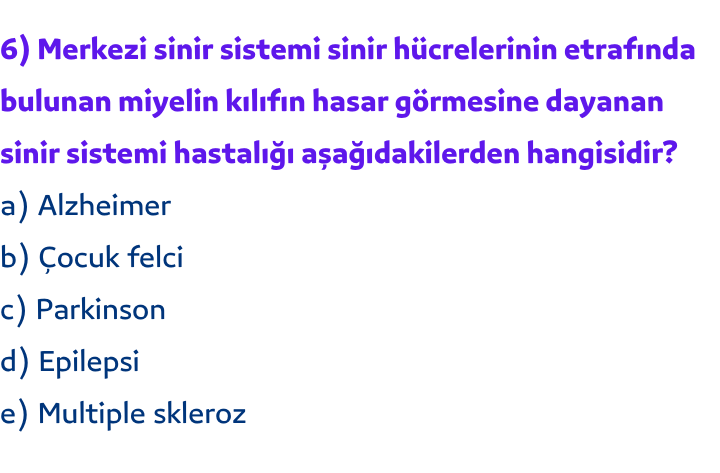 6) Merkezi sinir sistemi sinir hücrelerinin etrafında
bulunan miyelin kılıfın hasar görmesine dayanan
sinir sistemi hastalığı aşağıdakilerden hangisidir?
a) Alzheimer
b) Çocuk felci
c) Parkinson
d) Epilepsi
e) Multiple skleroz